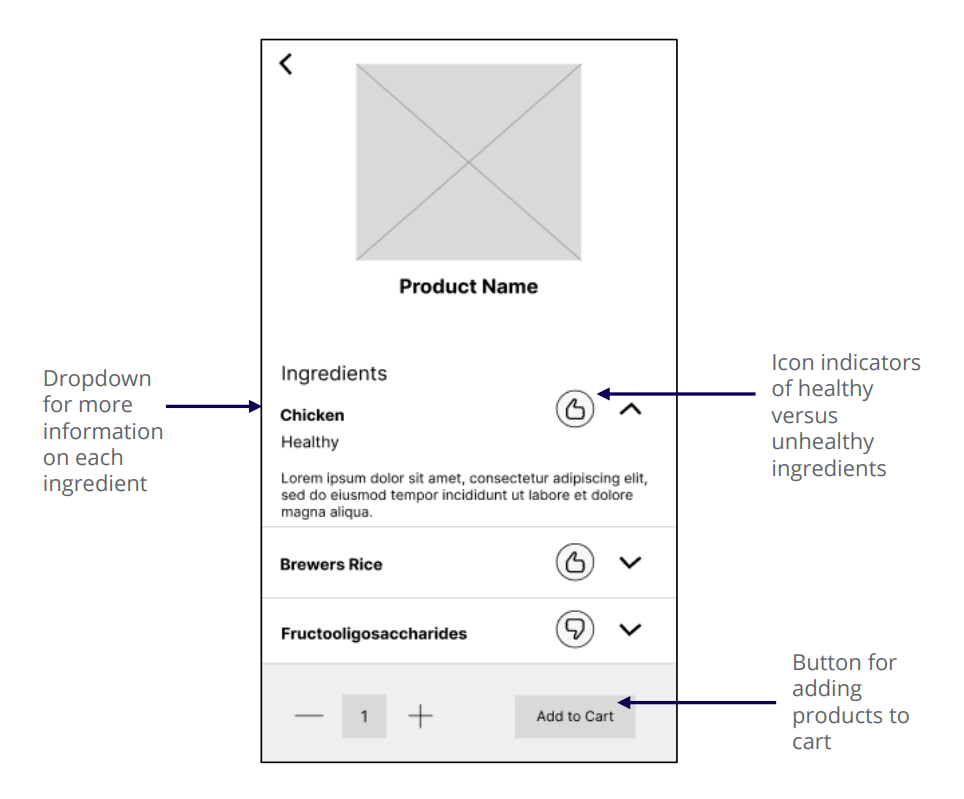 Product Name
Ingredients
Chicken
Healthy
Lorem ipsum dolor sit amet, consectetur adipiscing elit,
sed do eiusmod tempor incididunt ut labore et dolore
magna aliqua.
Brewers Rice
Fructooligosaccharides
1
Add to Cart
Dropdown
for more
information
on each
ingredient
Icon indicators
of healthy
versus
unhealthy
ingredients
Button for
adding
products to
cart